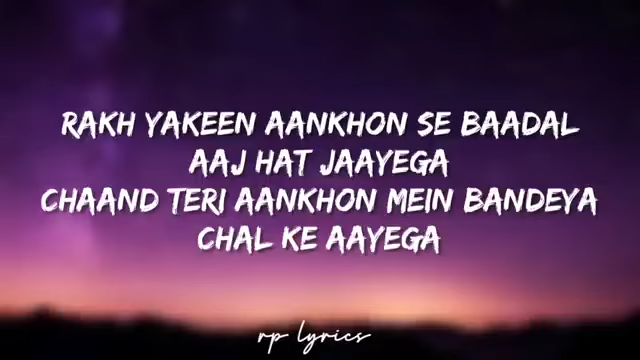 RAKH YAKEEN AANKHON SE BAADAL
AAJ HAT JAAYEGA
CHAAND TERI AANKHON MEIN BANDEYA
CHAL KE AAYEGA
rp lyrics